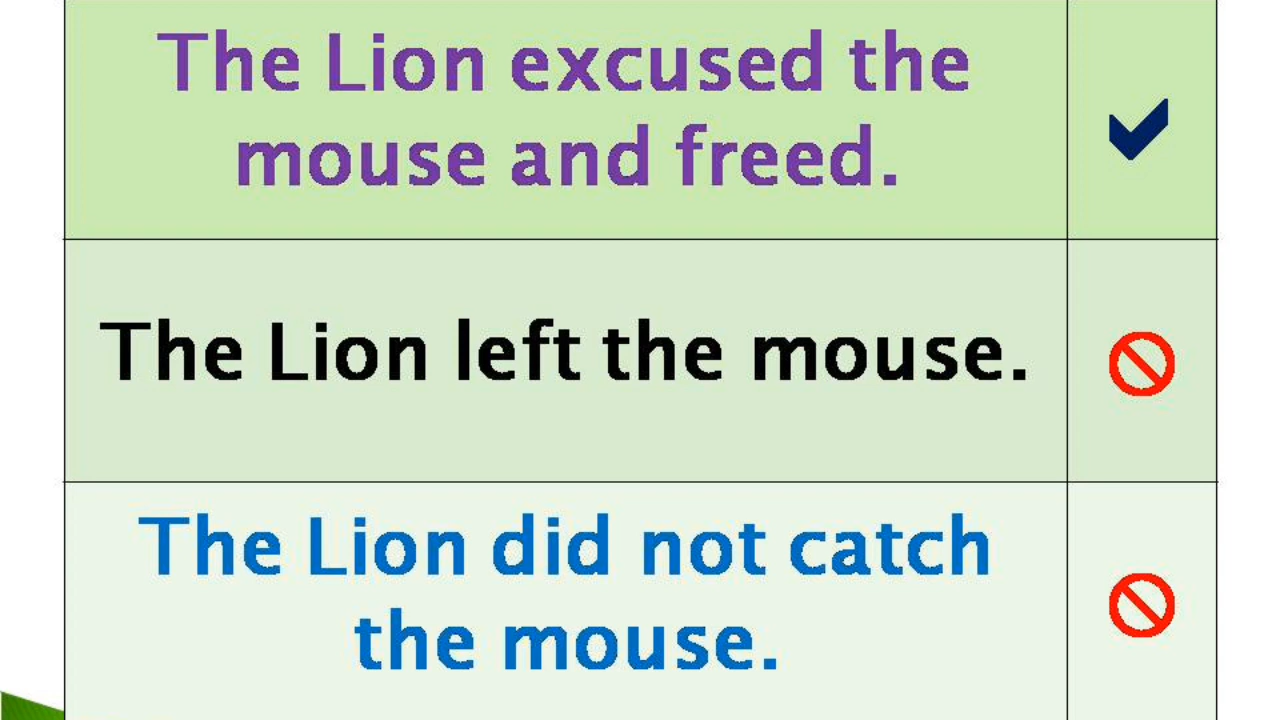 The Lion excused the
mouse and freed.
The Lion left the mouse.
The Lion did not catch
the mouse.